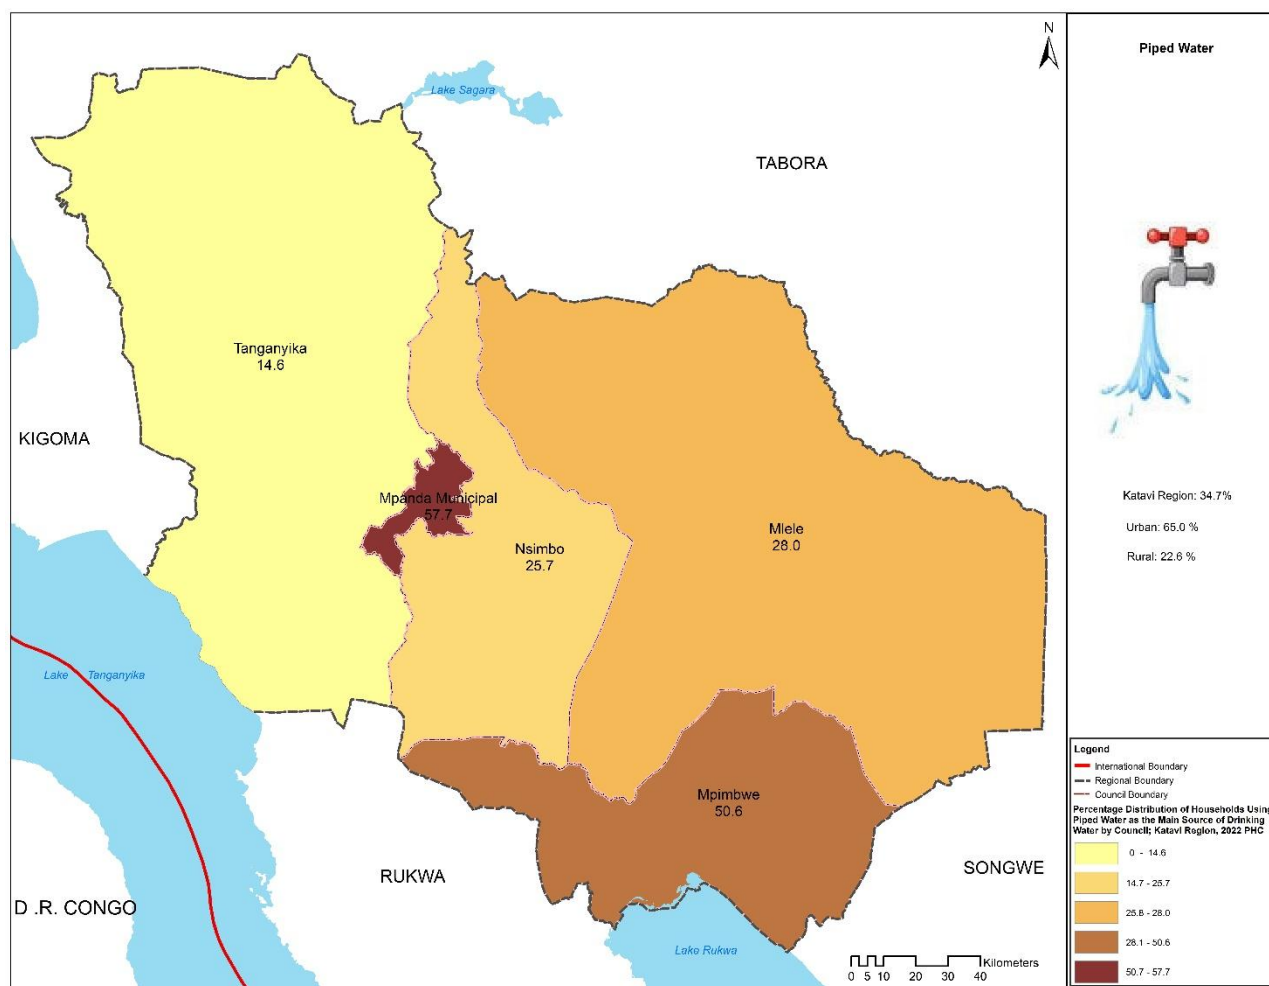 N
Lake Sagara
TABORA
Tanganyika
14.6
KIGOMA
Mpanda Municipal
57.7
Nsimbo
25.7
Mlele
28.0
Lake Tanganyika
Mpimbwe
50.6
RUKWA
SONGWE
D .R. CONGO
Lake Rukwa
Kilometers
0 5 10 20 30 40
Piped Water
Katavi Region: 34.7%
Urban: 65.0 %
Rural: 22.6 %
Legend
International Boundary
Regional Boundary
Council Boundary
Percentage Distribution of Households Using
Piped Water as the Main Source of Drinking
Water by Council; Katavi Region, 2022 PHC
0 - 14.6
14.7 - 25.7
25.8 - 28.0
28.1 - 50.6
50.7 - 57.7